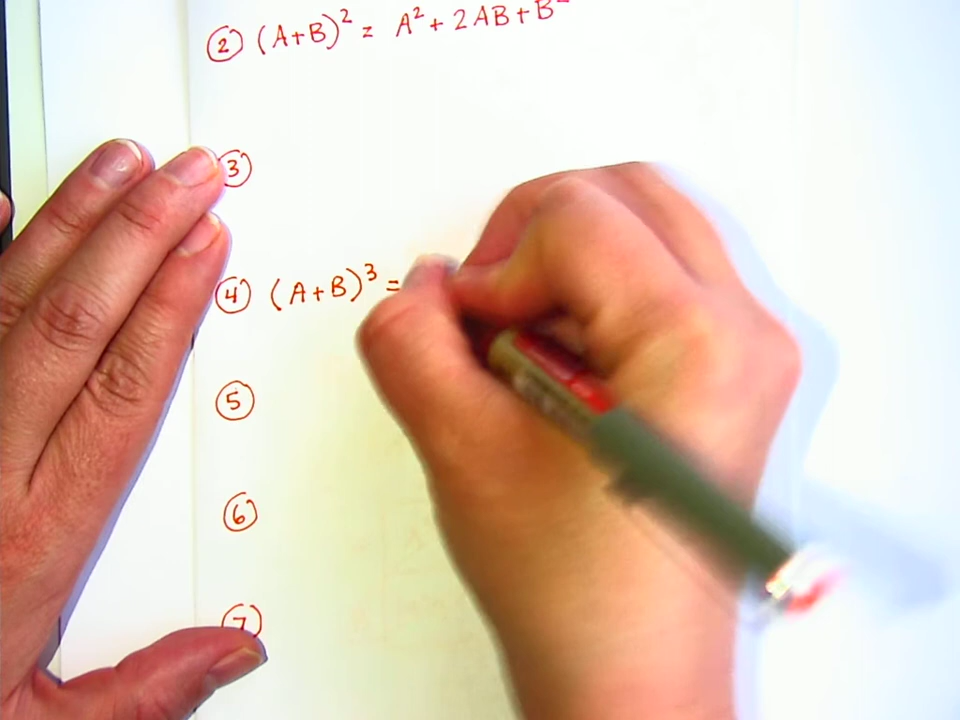 ② (A+B)² = A² + 2AB + B²
③
④ (A+B)³ =
⑤
⑥
⑦